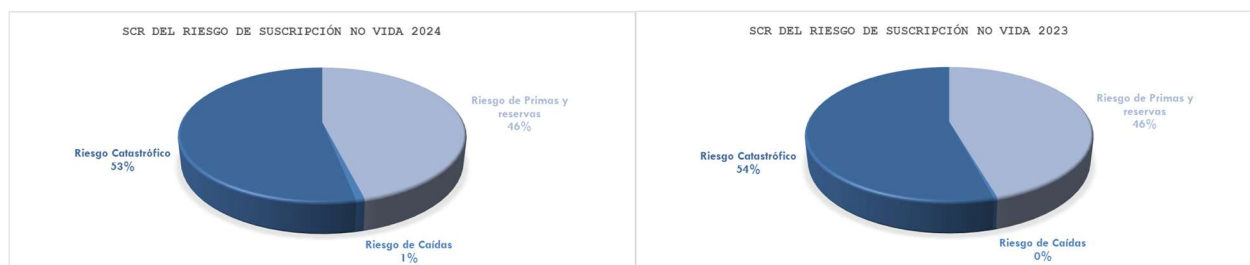 SCR DEL RIESGO DE SUSCRIPCIÓN NO VIDA 2024
Riesgo de Primas y
reservas
46%
Riesgo Catastrófico
53%
Riesgo de Caídas
1%
SCR DEL RIESGO DE SUSCRIPCIÓN NO VIDA 2023
Riesgo de Primas y
reservas
46%
Riesgo Catastrófico
54%
Riesgo de Caídas
0%